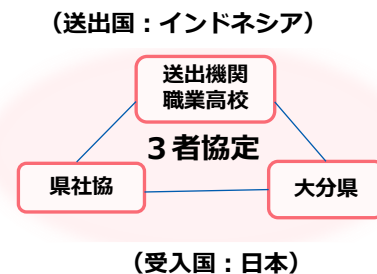 （送出国：インドネシア）
送出機関
職業高校
３者協定
県社協
大分県
（受入国：日本）